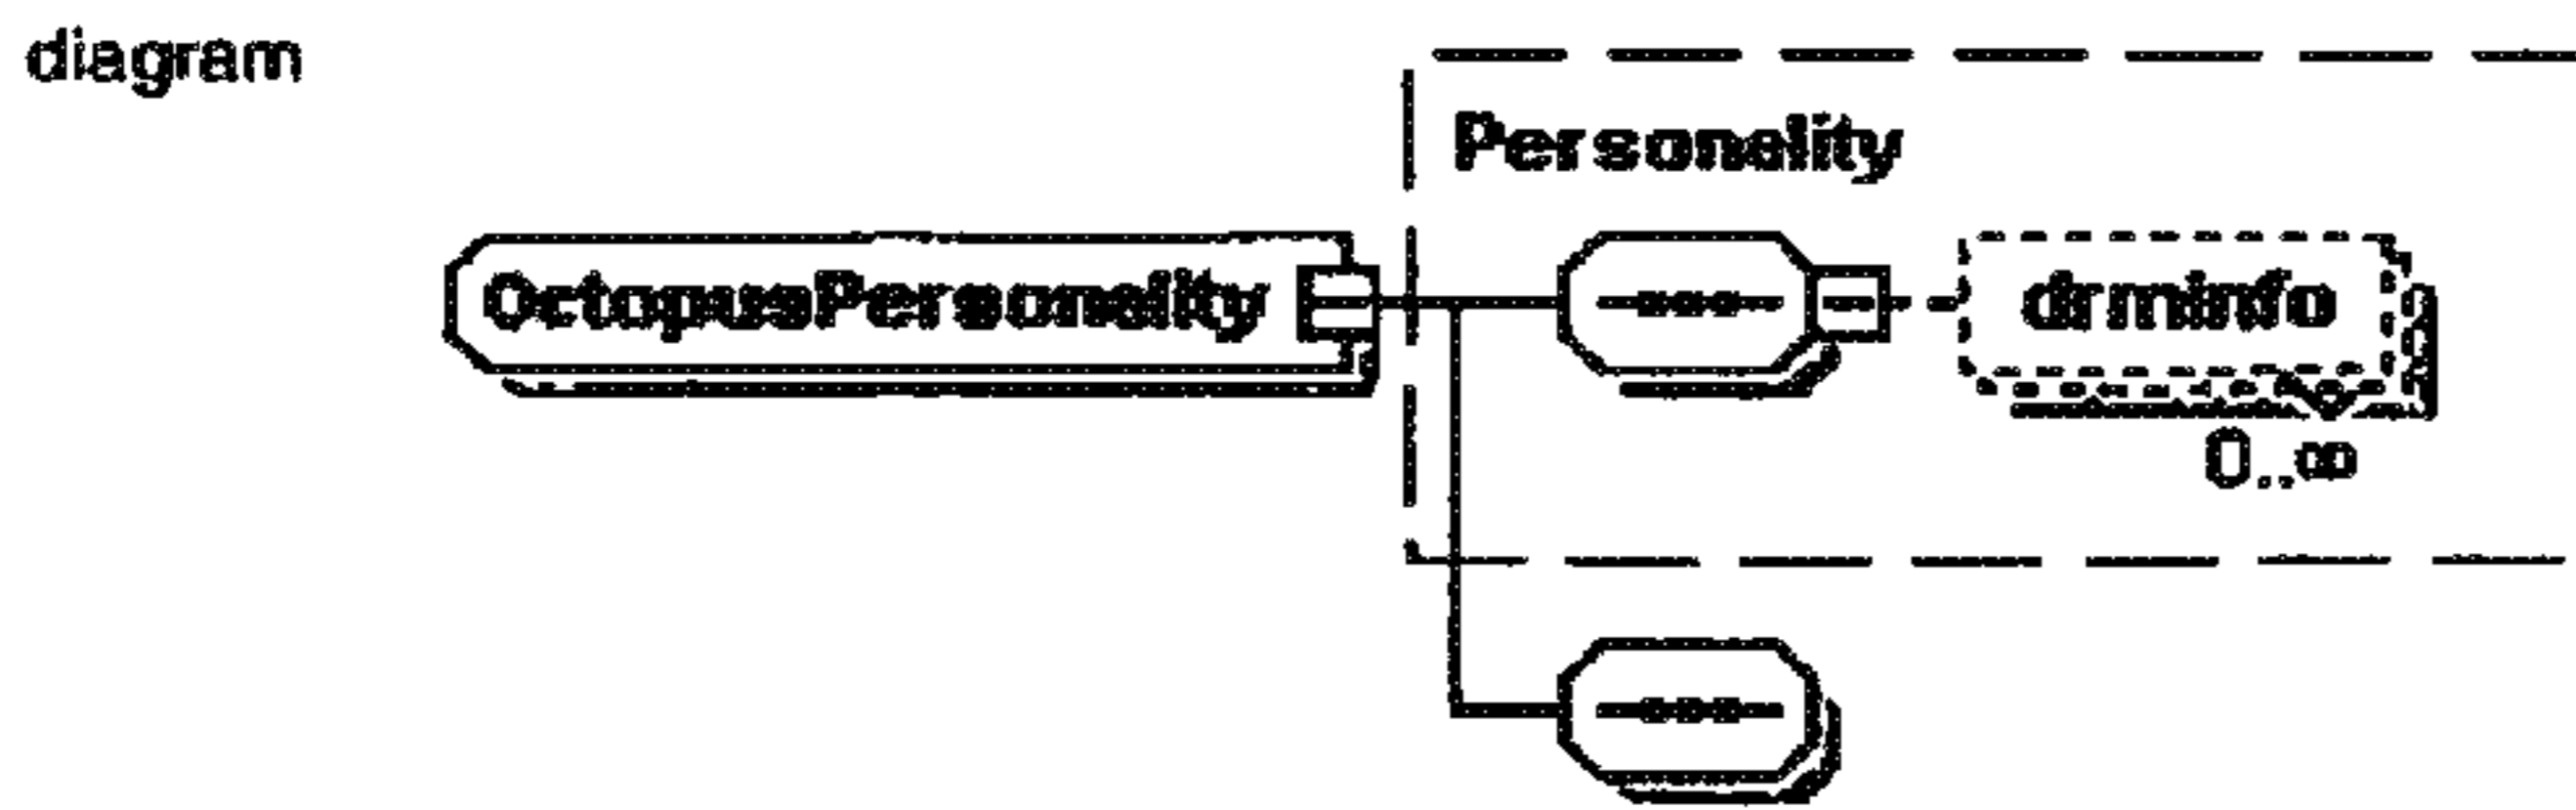 diagram
Personality
OctopusPersonality
drminfo
0..∞